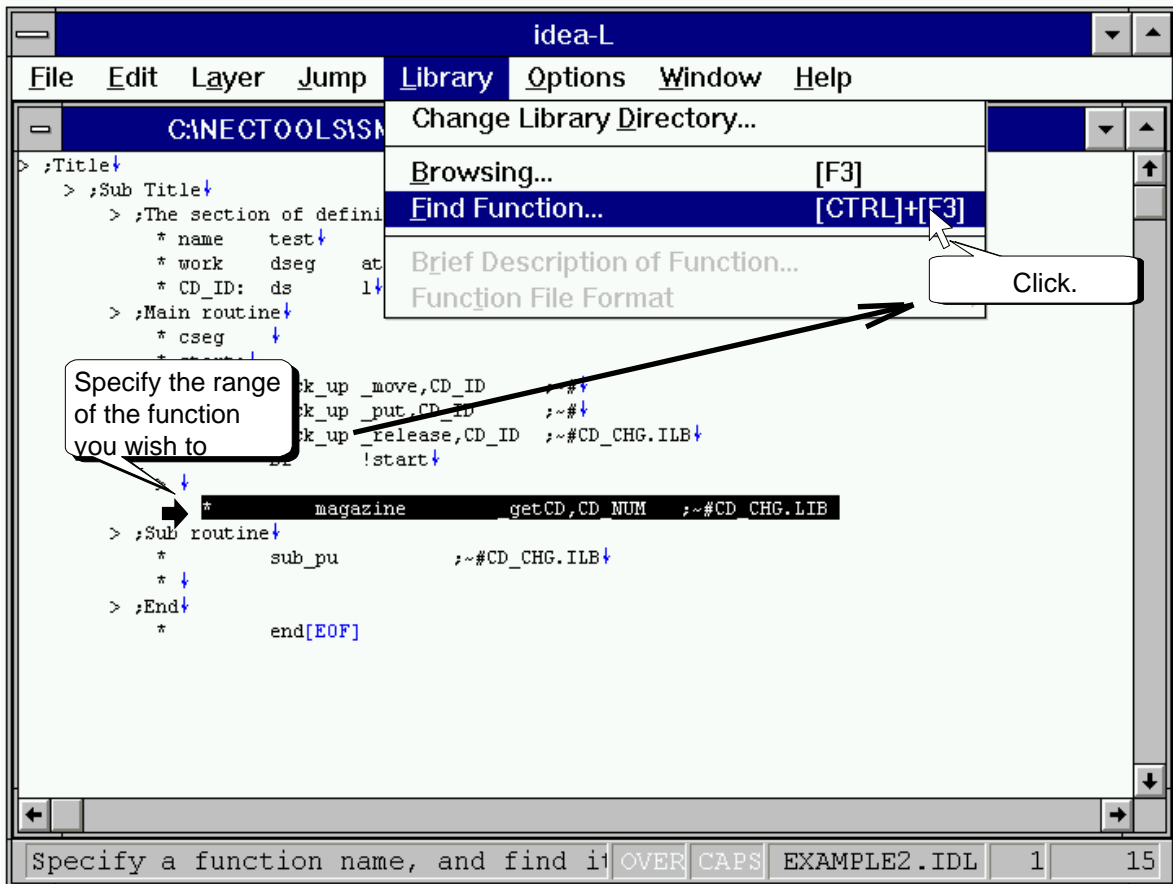 idea-L
File Edit Layer Jump Library Options Window Help
C:\NECTOOLS\SM
Change Library Directory...
Browsing... [F3]
Find Function... [CTRL]+[F3]
Brief Description of Function...
Function File Format
Click.
> ;Title↓
> ;Sub Title↓
> ;The section of defini
* name test↓
* work dseg at
* CD_ID: ds 1↓
> ;Main routine↓
* cseg ↓
Specify the range
of the function
you wish to
ck_up _move,CD_ID ;~#↓
ck_up _put,CD_ID ;~#↓
ck_up _release,CD_ID ;~#CD_CHG.ILB↓
!start↓
> ↓
* magazine _getCD,CD_NUM ;~#CD_CHG.LIB
> ;Sub routine↓
* sub_pu ;~#CD_CHG.ILB↓
* ↓
> ;End↓
* end[EOF]
Specify a function name, and find it OVER CAPS EXAMPLE2.IDL 1 15